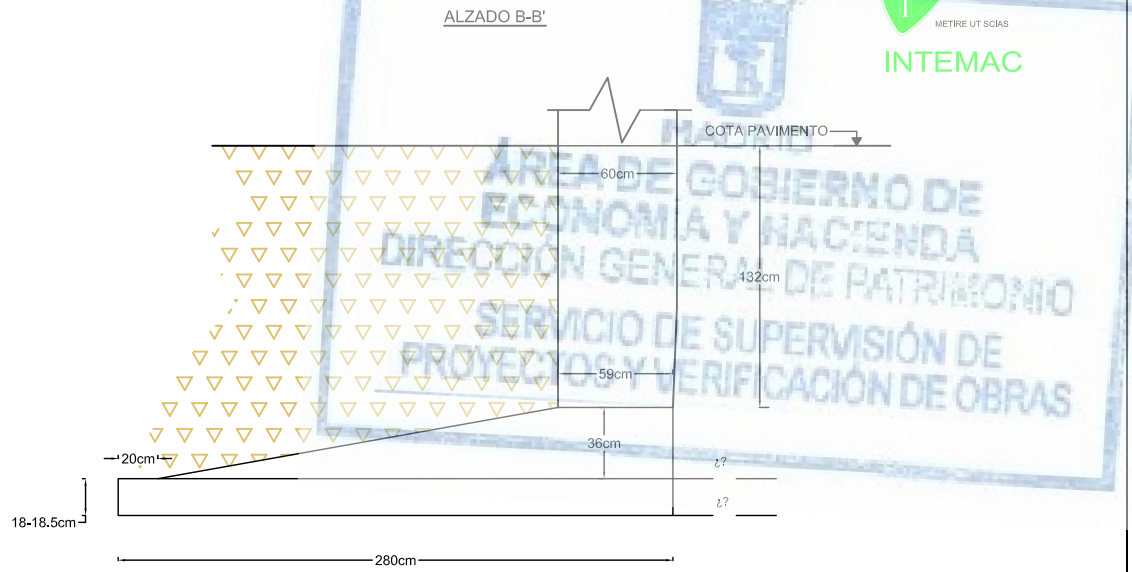 ALZADO B-B'
METIRE UT SCIAS
INTEMAC
MADRID
COTA PAVIMENTO
ÁREA DE GOBIERNO DE
ECONOMÍA Y HACIENDA
DIRECCIÓN GENERAL DE PATRIMONIO
SERVICIO DE SUPERVISIÓN DE
PROYECTOS Y VERIFICACIÓN DE OBRAS
60cm
132cm
59cm
36cm
20cm
¿?
¿?
18-18.5cm
280cm